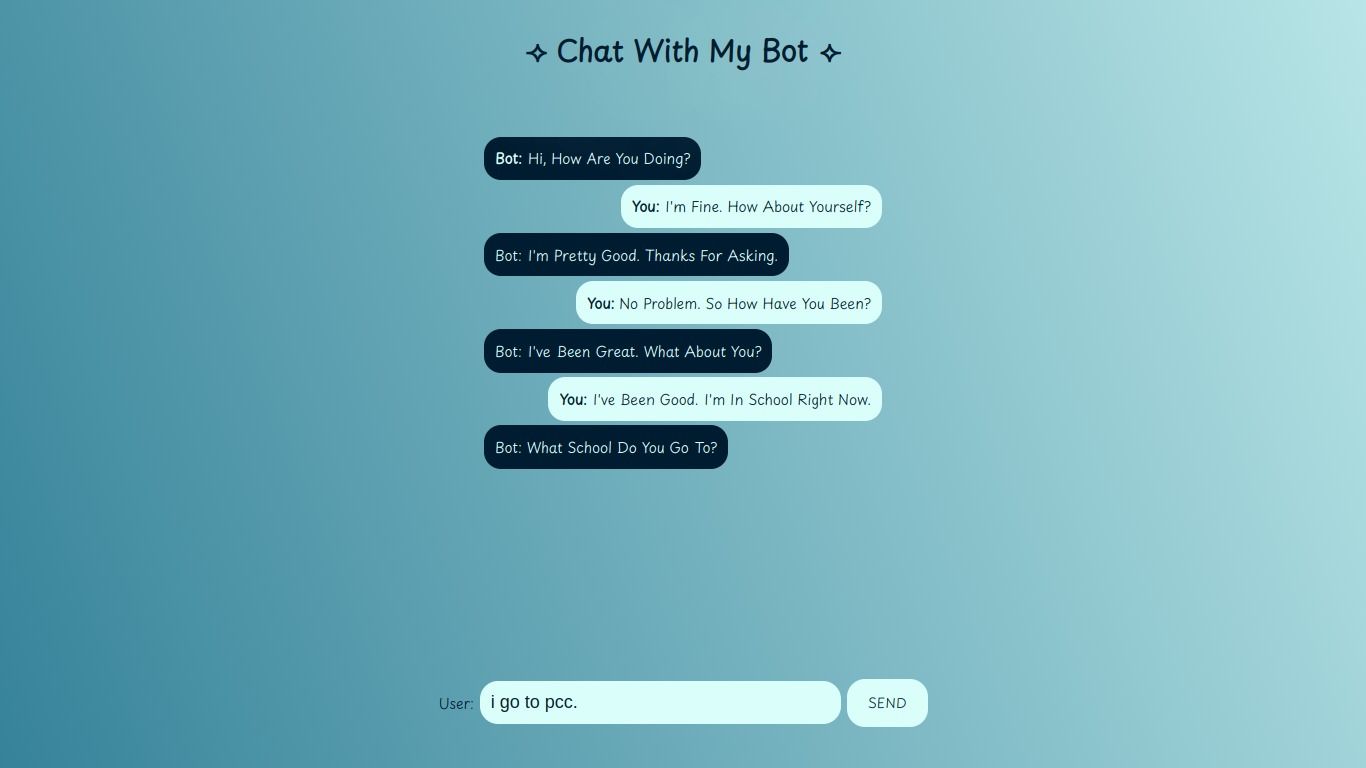 ✧ Chat With My Bot ✧
Bot: Hi, How Are You Doing?
You: I'm Fine. How About Yourself?
Bot: I'm Pretty Good. Thanks For Asking.
You: No Problem. So How Have You Been?
Bot: I've Been Great. What About You?
You: I've Been Good. I'm In School Right Now.
Bot: What School Do You Go To?
User: i go to pcc. SEND